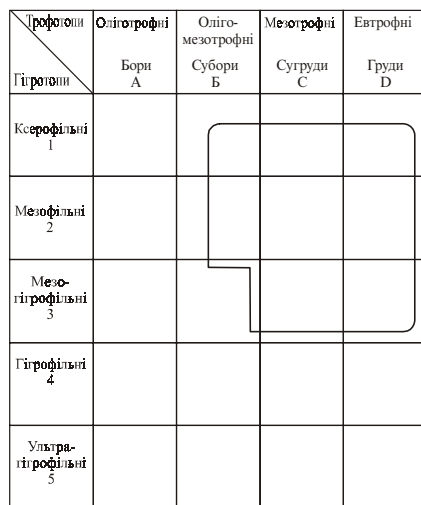 Трофотопи
Гігротопи
Оліготрофні
Бори
А
Оліго-
мезотрофні
Субори
Б
Мезотрофні
Сугруди
С
Евтрофні
Груди
D
Ксерофільні
1
Мезофільні
2
Мезо-
гігрофільні
3
Гігрофільні
4
Ультра-
гігрофільні
5